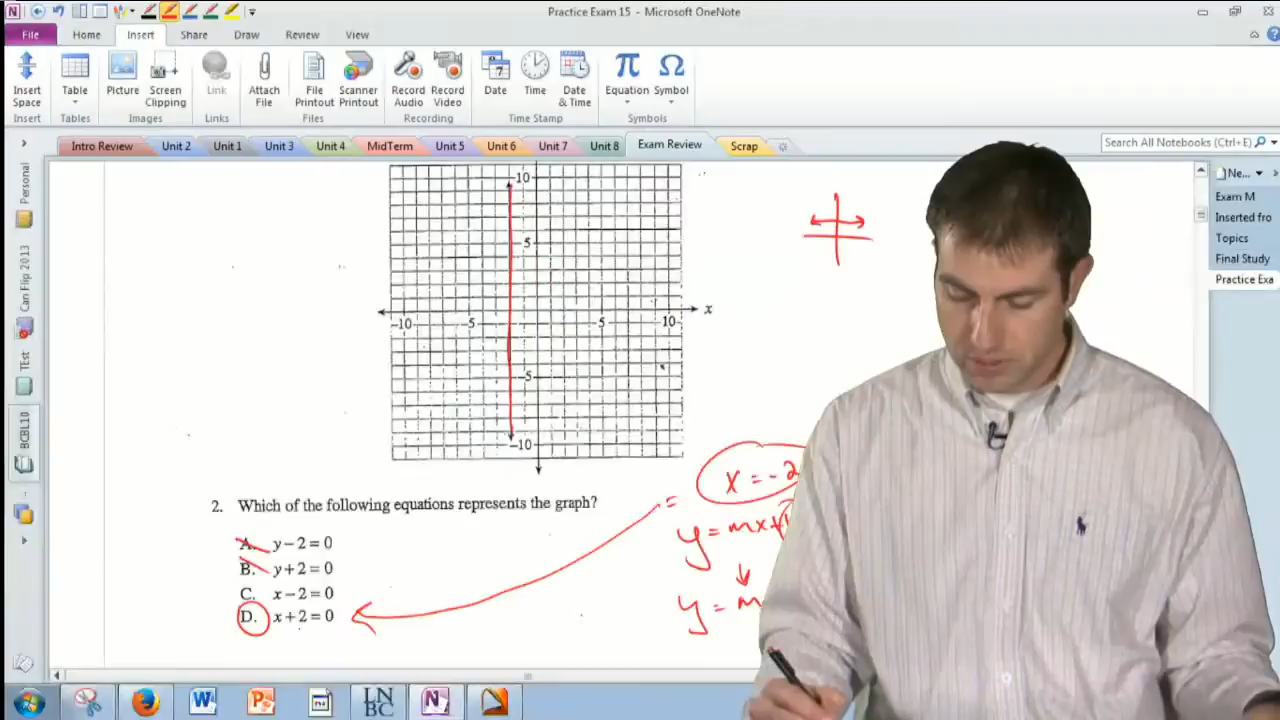 Practice Exam 15 - Microsoft OneNote
File Home Insert Share Draw Review View
Insert Space Table Picture Screen Clipping Link Attach File File Printout Scanner Printout Record Audio Record Video Date Time Date & Time Equation Symbol
Insert Tables Images Links Files Recording Time Stamp Symbols
Intro Review Unit 2 Unit 1 Unit 3 Unit 4 MidTerm Unit 5 Unit 6 Unit 7 Unit 8 Exam Review Scrap Search All Notebooks (Ctrl+E)
Personal
Can Flip 2013
TEst
BCBL10
Ne...
Exam M
Inserted fro
Topics
Final Study
Practice Exa
10
5
-10 -5 5 10 x
-5
-10
x = -2
2. Which of the following equations represents the graph?
y = mx +
A. y - 2 = 0
B. y + 2 = 0
C. x - 2 = 0
y = m
D. x + 2 = 0
LN
BC